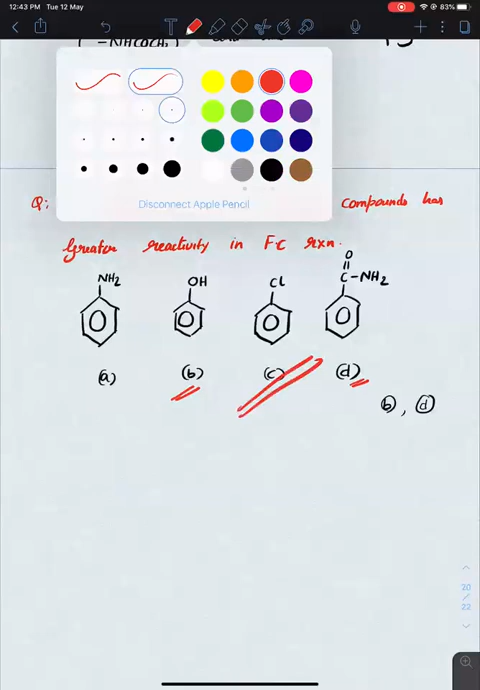 12:43 PM Tue 12 May
83%
Disconnect Apple Pencil
Q: compounds has
Greater reactivity in F.C rxn.
NH2 OH Cl O
C-NH2
(a) (b) (c) (d)
b, d
20
/
22